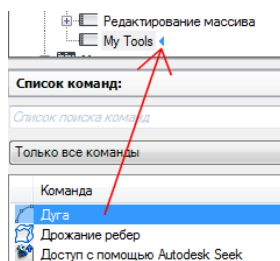 Редактирование массива
My Tools
Список команд:
Список поиска команд
Только все команды
Команда
Дуга
Дрожание ребер
Доступ с помощью Autodesk Seek